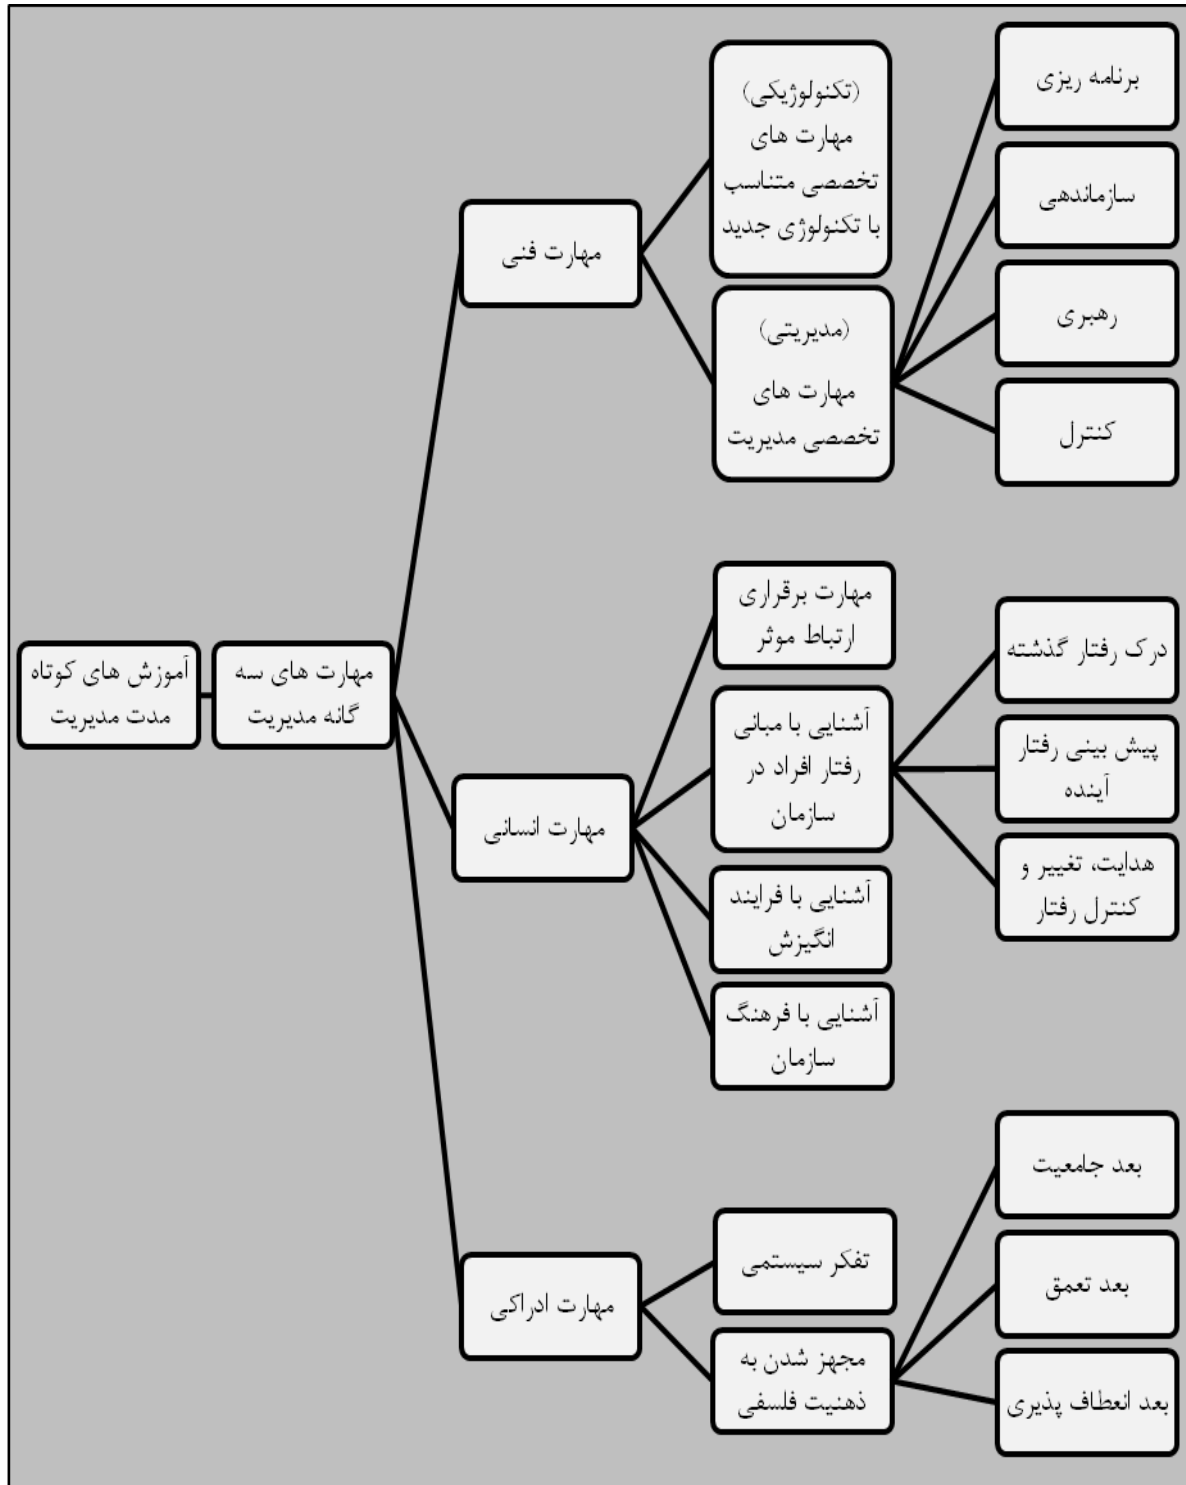 آموزش های کوتاه
مدت مدیریت
مهارت های سه
گانه مدیریت
مهارت فنی
(تکنولوژیکی)
مهارت های
تخصصی متناسب
با تکنولوژی جدید
(مدیریتی)
مهارت های
تخصصی مدیریت
برنامه ریزی
سازماندهی
رهبری
کنترل
مهارت انسانی
مهارت برقراری
ارتباط موثر
آشنایی با مبانی
رفتار افراد در
سازمان
درک رفتار گذشته
پیش بینی رفتار
آینده
هدایت، تغییر و
کنترل رفتار
آشنایی با فرایند
انگیزش
آشنایی با فرهنگ
سازمان
مهارت ادراکی
تفکر سیستمی
مجهز شدن به
ذهنیت فلسفی
بعد جامعیت
بعد تعمق
بعد انعطاف پذیری